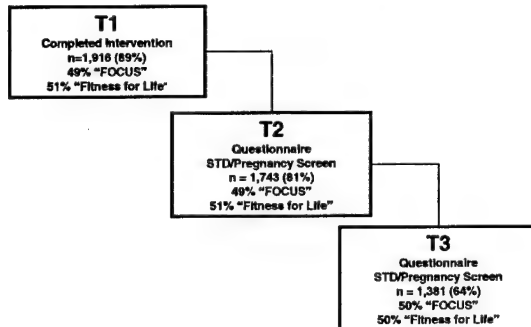 T1
Completed Intervention
n=1,916 (89%)
49% "FOCUS"
51% "Fitness for Life"
T2
Questionnaire
STD/Pregnancy Screen
n = 1,743 (81%)
49% "FOCUS"
51% "Fitness for Life"
T3
Questionnaire
STD/Pregnancy Screen
n = 1,381 (64%)
50% "FOCUS"
50% "Fitness for Life"